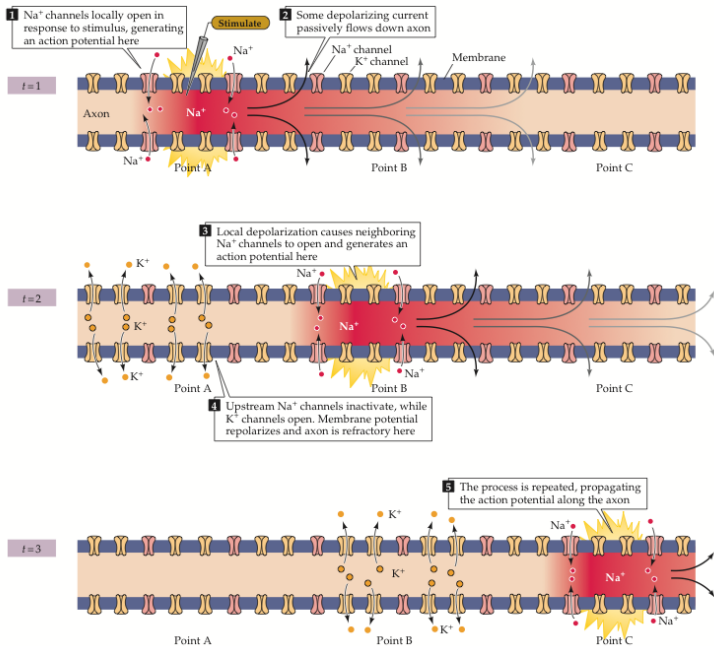 1 Na⁺ channels locally open in
response to stimulus, generating
an action potential here
Stimulate
2 Some depolarizing current
passively flows down axon
Na⁺
Na⁺ channel
K⁺ channel
Membrane
t=1
Axon
Na⁺
Na⁺
Point A
Point B
Point C
3 Local depolarization causes neighboring
Na⁺ channels to open and generates an
action potential here
K⁺
Na⁺
t=2
K⁺
Na⁺
K⁺
Na⁺
Point A
Point B
Point C
4 Upstream Na⁺ channels inactivate, while
K⁺ channels open. Membrane potential
repolarizes and axon is refractory here
5 The process is repeated, propagating
the action potential along the axon
K⁺
Na⁺
t=3
K⁺
Na⁺
K⁺
Na⁺
Point A
Point B
Point C